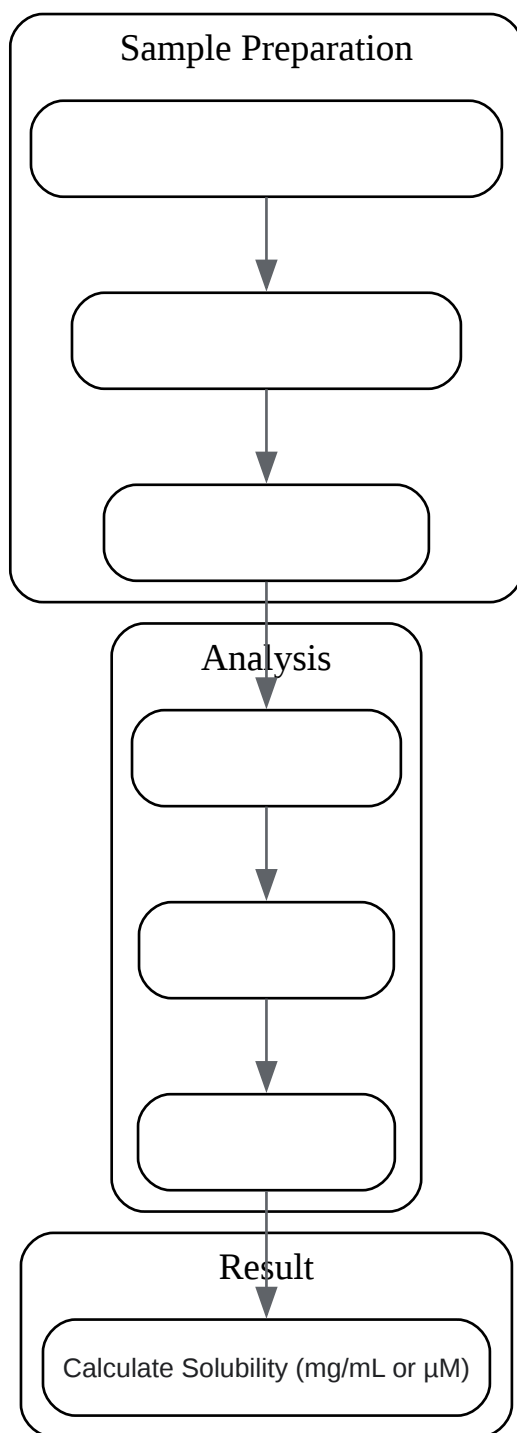 Sample Preparation
Analysis
Result
Calculate Solubility (mg/mL or µM)